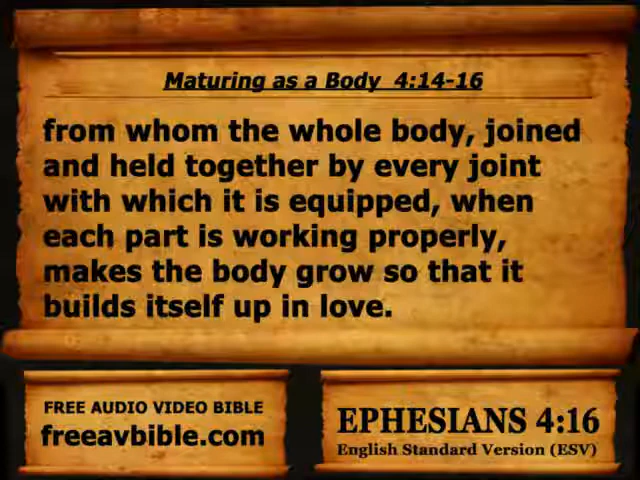 Maturing as a Body 4:14-16
from whom the whole body, joined
and held together by every joint
with which it is equipped, when
each part is working properly,
makes the body grow so that it
builds itself up in love.
FREE AUDIO VIDEO BIBLE
freeavbible.com
EPHESIANS 4:16
English Standard Version (ESV)